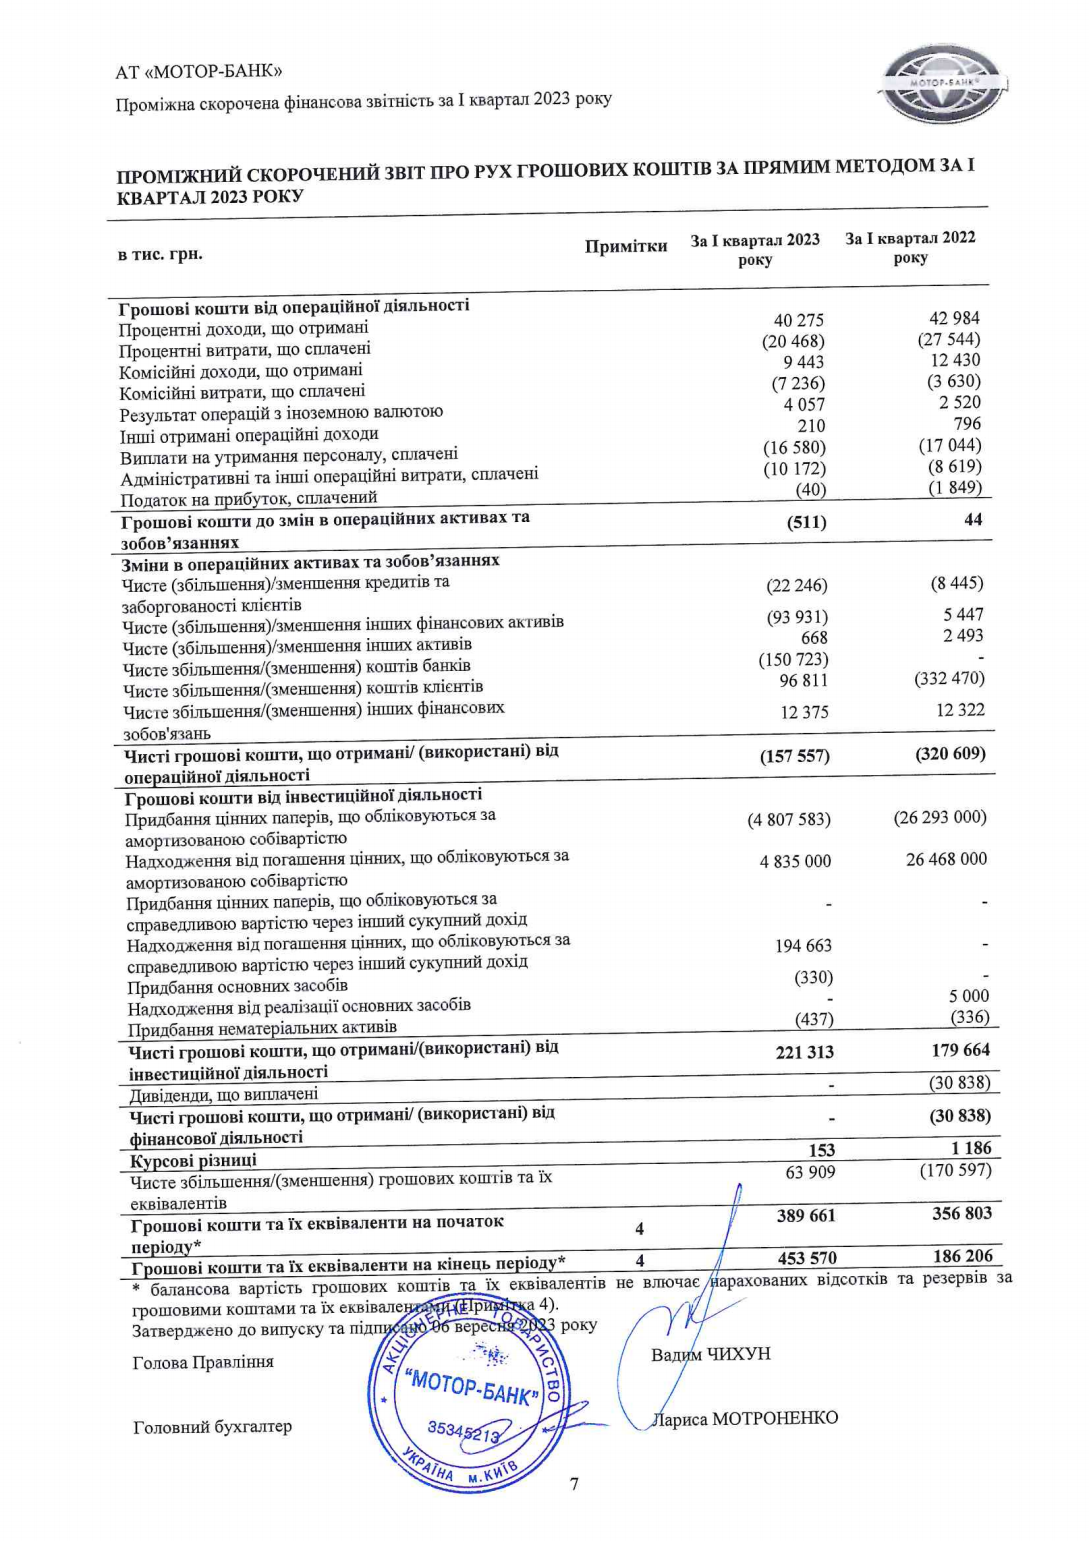 АТ «МОТОР-БАНК»
Проміжна скорочена фінансова звітність за І квартал 2023 року
МОТОР-БАНК®
ПРОМІЖНИЙ СКОРОЧЕНИЙ ЗВІТ ПРО РУХ ГРОШОВИХ КОШТІВ ЗА ПРЯМИМ МЕТОДОМ ЗА І
КВАРТАЛ 2023 РОКУ
в тис. грн. Примітки За І квартал 2023 року За І квартал 2022 року
Грошові кошти від операційної діяльності
Процентні доходи, що отримані 40 275 42 984
Процентні витрати, що сплачені (20 468) (27 544)
Комісійні доходи, що отримані 9 443 12 430
Комісійні витрати, що сплачені (7 236) (3 630)
Результат операцій з іноземною валютою 4 057 2 520
Інші отримані операційні доходи 210 796
Виплати на утримання персоналу, сплачені (16 580) (17 044)
Адміністративні та інші операційні витрати, сплачені (10 172) (8 619)
Податок на прибуток, сплачений (40) (1 849)
Грошові кошти до змін в операційних активах та
зобов’язаннях (511) 44
Зміни в операційних активах та зобов’язаннях
Чисте (збільшення)/зменшення кредитів та
заборгованості клієнтів (22 246) (8 445)
Чисте (збільшення)/зменшення інших фінансових активів (93 931) 5 447
Чисте (збільшення)/зменшення інших активів 668 2 493
Чисте збільшення/(зменшення) коштів банків (150 723) -
Чисте збільшення/(зменшення) коштів клієнтів 96 811 (332 470)
Чисте збільшення/(зменшення) інших фінансових
зобов'язань 12 375 12 322
Чисті грошові кошти, що отримані/ (використані) від
операційної діяльності (157 557) (320 609)
Грошові кошти від інвестиційної діяльності
Придбання цінних паперів, що обліковуються за
амортизованою собівартістю (4 807 583) (26 293 000)
Надходження від погашення цінних, що обліковуються за
амортизованою собівартістю 4 835 000 26 468 000
Придбання цінних паперів, що обліковуються за
справедливою вартістю через інший сукупний дохід - -
Надходження від погашення цінних, що обліковуються за
справедливою вартістю через інший сукупний дохід 194 663 -
Придбання основних засобів (330) -
Надходження від реалізації основних засобів - 5 000
Придбання нематеріальних активів (437) (336)
Чисті грошові кошти, що отримані/(використані) від
інвестиційної діяльності 221 313 179 664
Дивіденди, що виплачені - (30 838)
Чисті грошові кошти, що отримані/ (використані) від
фінансової діяльності - (30 838)
Курсові різниці 153 1 186
Чисте збільшення/(зменшення) грошових коштів та їх
еквівалентів 63 909 (170 597)
Грошові кошти та їх еквіваленти на початок
періоду* 4 389 661 356 803
Грошові кошти та їх еквіваленти на кінець періоду* 4 453 570 186 206
* балансова вартість грошових коштів та їх еквівалентів не влючає нарахованих відсотків та резервів за
грошовими коштами та їх еквівалентами (Примітка 4).
Затверджено до випуску та підписано 06 вересня 2023 року
Голова Правління Вадим ЧИХУН
Головний бухгалтер Лариса МОТРОНЕНКО
АКЦІОНЕРНЕ ТОВАРИСТВО
"МОТОР-БАНК"
35345213
УКРАЇНА м.КИЇВ
7